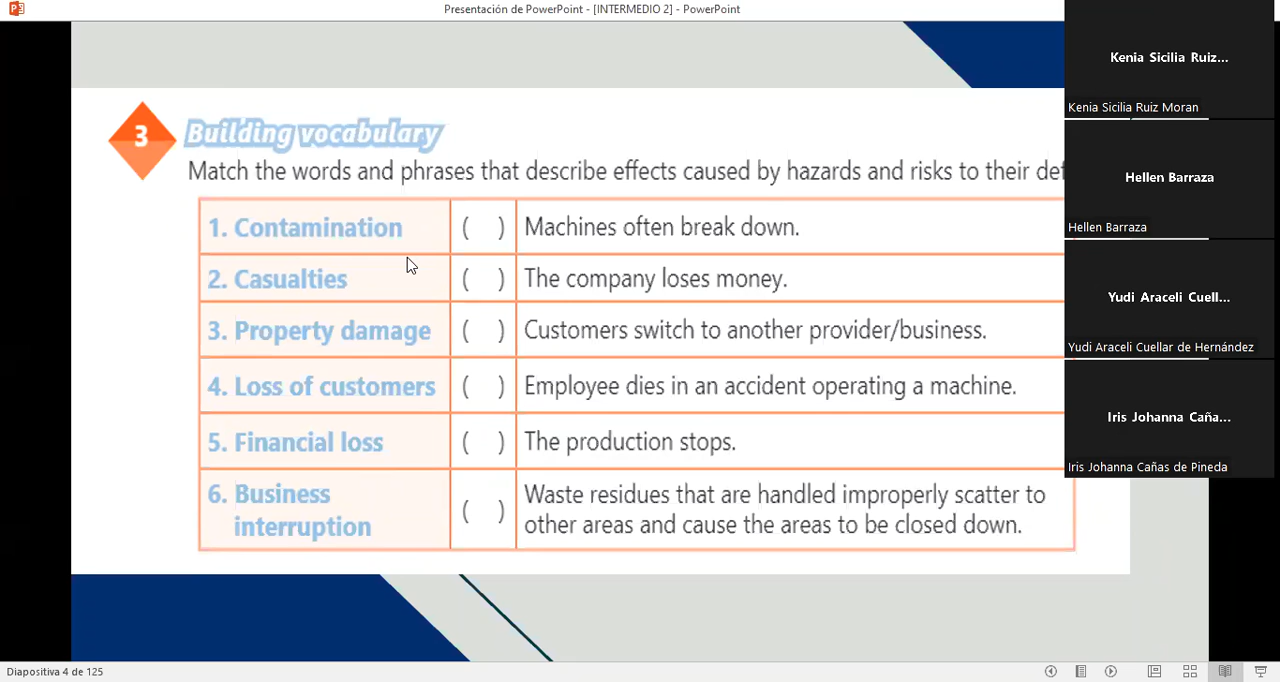 Presentación de PowerPoint - [INTERMEDIO 2] - PowerPoint
Kenia Sicilia Ruiz...
Kenia Sicilia Ruiz Moran
3
Building vocabulary
Match the words and phrases that describe effects caused by hazards and risks to their
Hellen Barraza
Hellen Barraza
1. Contamination ( ) Machines often break down.
2. Casualties ( ) The company loses money.
Yudi Araceli Cuell...
Yudi Araceli Cuellar de Hernández
3. Property damage ( ) Customers switch to another provider/business.
4. Loss of customers ( ) Employee dies in an accident operating a machine.
Iris Johanna Caña...
Iris Johanna Cañas de Pineda
5. Financial loss ( ) The production stops.
6. Business
interruption
( ) Waste residues that are handled improperly scatter to
other areas and cause the areas to be closed down.
Diapositiva 4 de 125